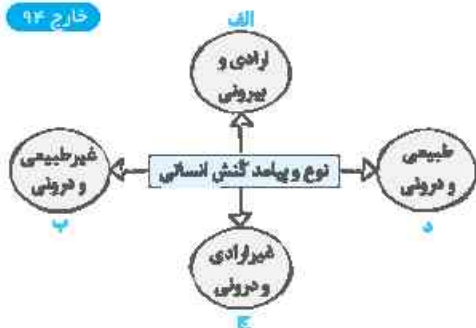 خارج ۹۴
الف
ارادی و
بیرونی
غیرطبیعی
و درونی
ب
نوع و پیامد کنش انسانی
طبیعی
و درونی
د
غیرارادی
و درونی
ج